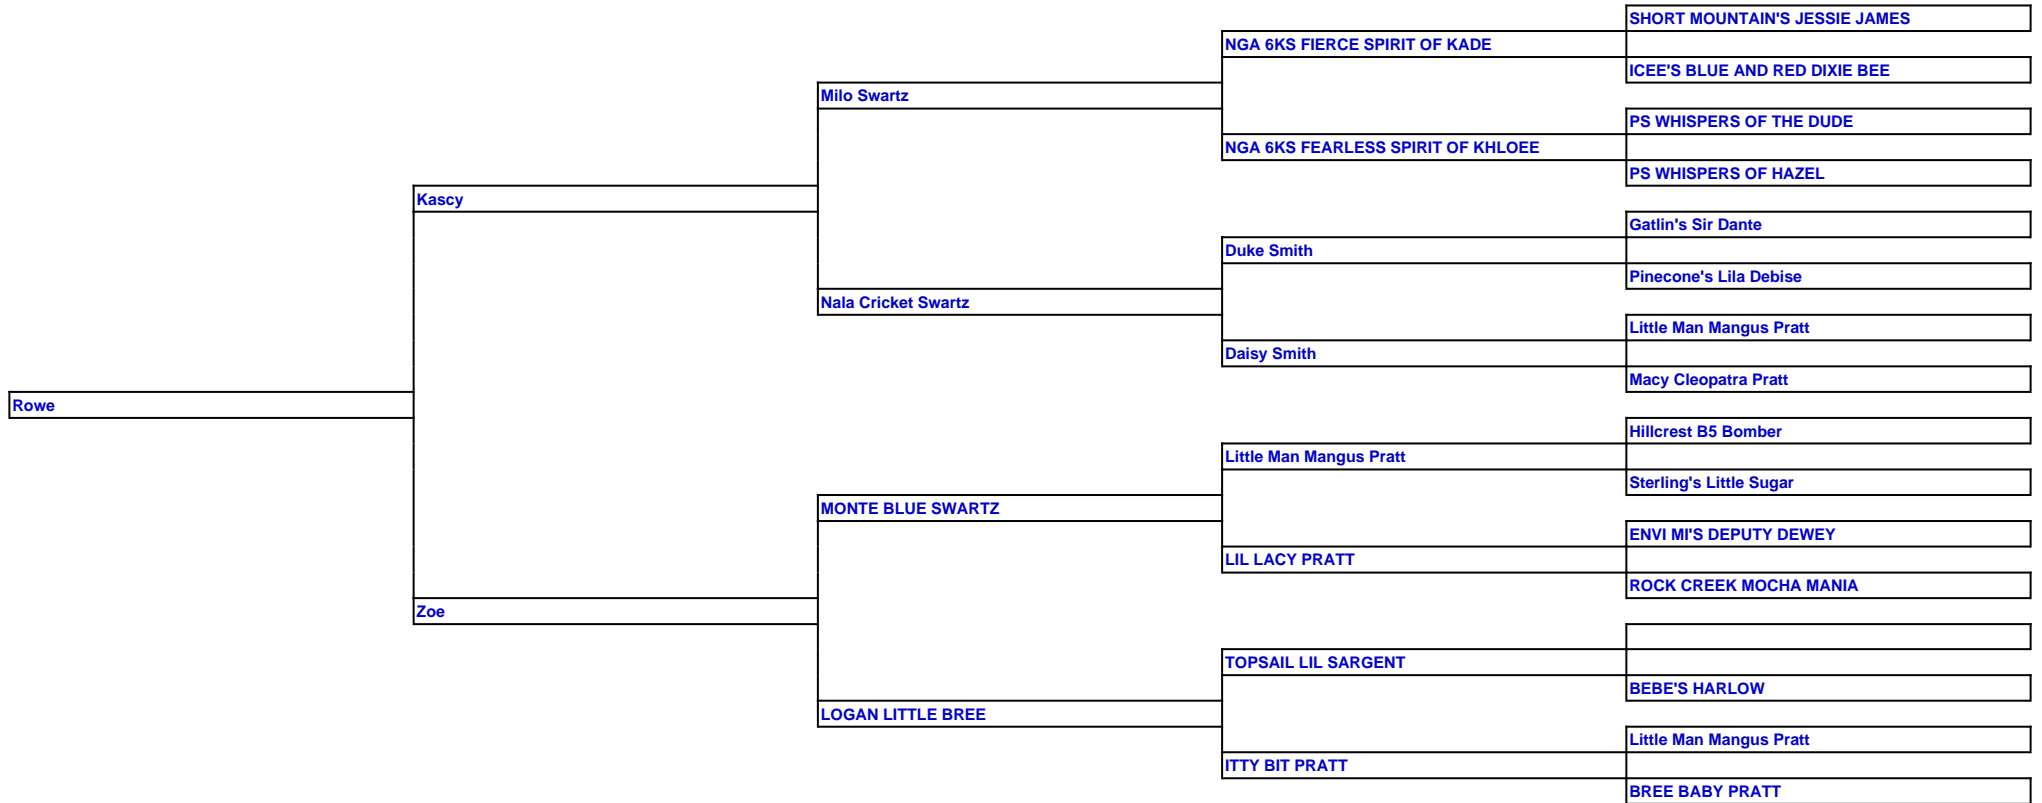 SHORT MOUNTAIN'S JESSIE JAMES
NGA 6KS FIERCE SPIRIT OF KADE
ICEE'S BLUE AND RED DIXIE BEE
Milo Swartz
PS WHISPERS OF THE DUDE
NGA 6KS FEARLESS SPIRIT OF KHLOEE
PS WHISPERS OF HAZEL
Kascy
Gatlin's Sir Dante
Duke Smith
Pinecone's Lila Debise
Nala Cricket Swartz
Little Man Mangus Pratt
Daisy Smith
Macy Cleopatra Pratt
Rowe
Hillcrest B5 Bomber
Little Man Mangus Pratt
Sterling's Little Sugar
MONTE BLUE SWARTZ
ENVI MI'S DEPUTY DEWEY
LIL LACY PRATT
ROCK CREEK MOCHA MANIA
Zoe
TOPSAIL LIL SARGENT
BEBE'S HARLOW
LOGAN LITTLE BREE
Little Man Mangus Pratt
ITTY BIT PRATT
BREE BABY PRATT